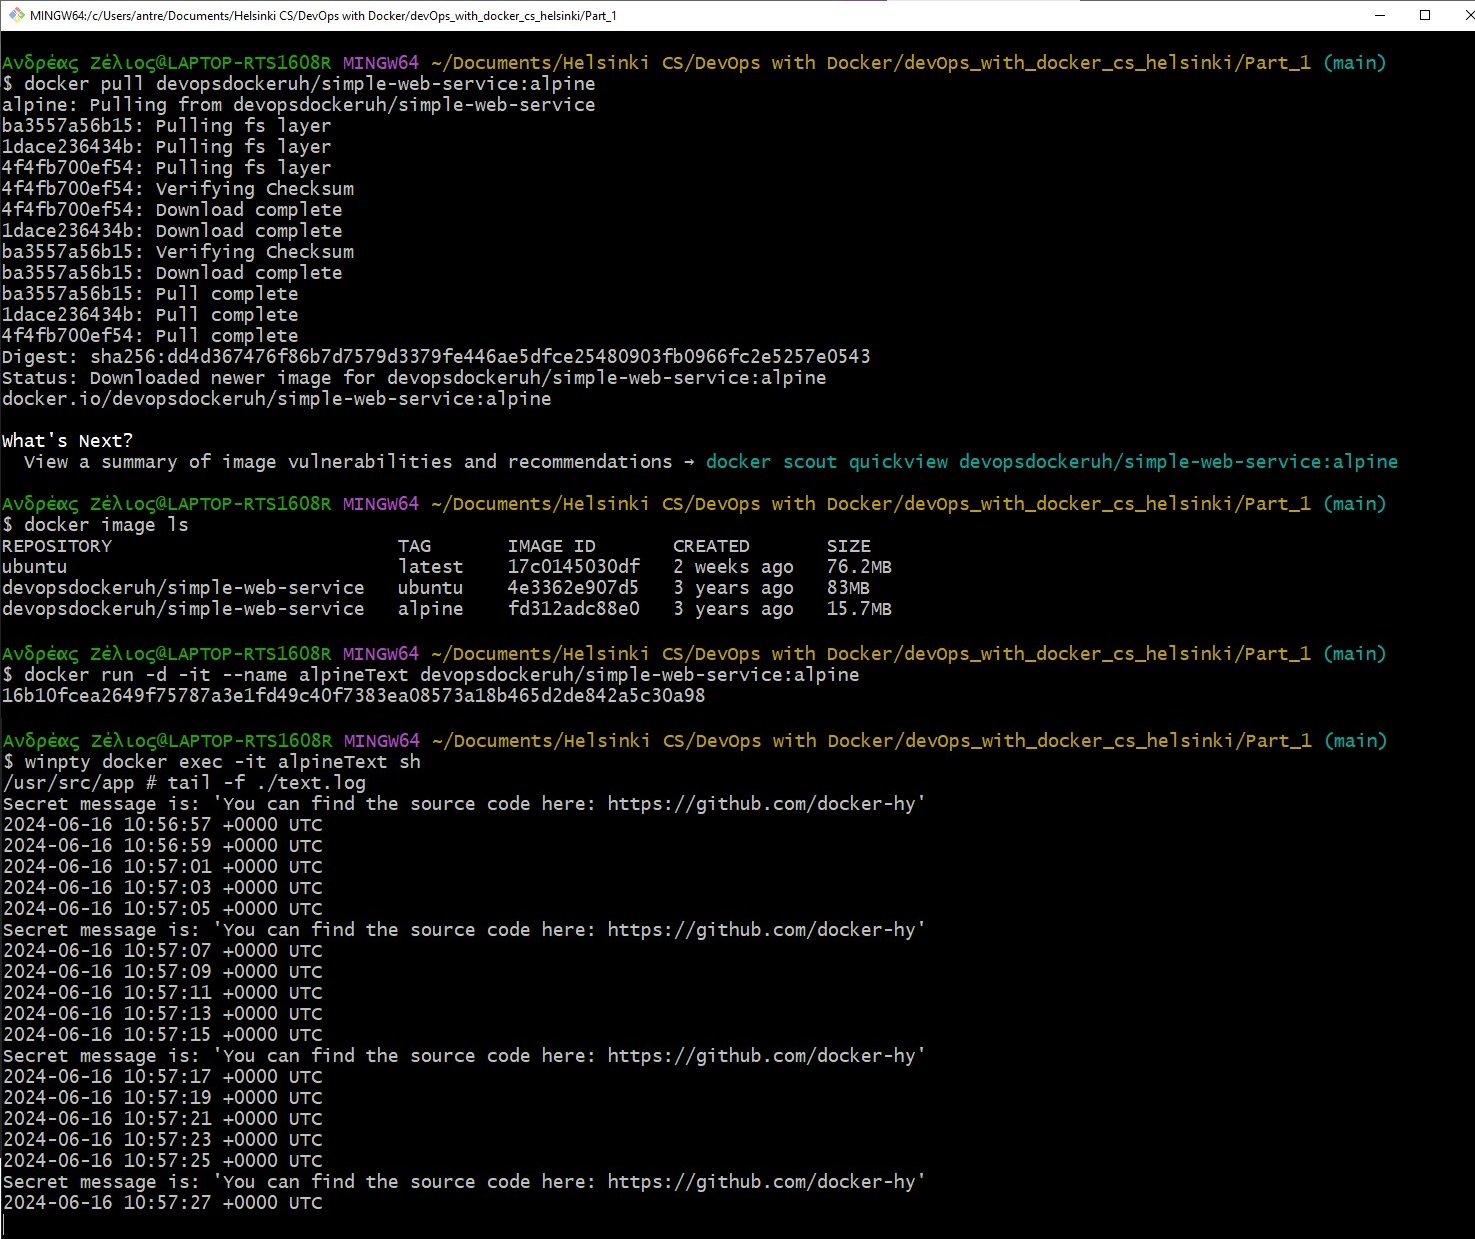 MINGW64:/c/Users/antre/Documents/Helsinki CS/DevOps with Docker/devOps_with_docker_cs_helsinki/Part_1
Ανδρέας Ζέλιος@LAPTOP-RTS1608R MINGW64 ~/Documents/Helsinki CS/DevOps with Docker/devOps_with_docker_cs_helsinki/Part_1 (main)
$ docker pull devopsdockeruh/simple-web-service:alpine
alpine: Pulling from devopsdockeruh/simple-web-service
ba3557a56b15: Pulling fs layer
1dace236434b: Pulling fs layer
4f4fb700ef54: Pulling fs layer
4f4fb700ef54: Verifying Checksum
4f4fb700ef54: Download complete
1dace236434b: Download complete
ba3557a56b15: Verifying Checksum
ba3557a56b15: Download complete
ba3557a56b15: Pull complete
1dace236434b: Pull complete
4f4fb700ef54: Pull complete
Digest: sha256:dd4d367476f86b7d7579d3379fe446ae5dfce25480903fb0966fc2e5257e0543
Status: Downloaded newer image for devopsdockeruh/simple-web-service:alpine
docker.io/devopsdockeruh/simple-web-service:alpine
What's Next?
View a summary of image vulnerabilities and recommendations → docker scout quickview devopsdockeruh/simple-web-service:alpine
Ανδρέας Ζέλιος@LAPTOP-RTS1608R MINGW64 ~/Documents/Helsinki CS/DevOps with Docker/devOps_with_docker_cs_helsinki/Part_1 (main)
$ docker image ls
REPOSITORY TAG IMAGE ID CREATED SIZE
ubuntu latest 17c0145030df 2 weeks ago 76.2MB
devopsdockeruh/simple-web-service ubuntu 4e3362e907d5 3 years ago 83MB
devopsdockeruh/simple-web-service alpine fd312adc88e0 3 years ago 15.7MB
Ανδρέας Ζέλιος@LAPTOP-RTS1608R MINGW64 ~/Documents/Helsinki CS/DevOps with Docker/devOps_with_docker_cs_helsinki/Part_1 (main)
$ docker run -d -it --name alpineText devopsdockeruh/simple-web-service:alpine
16b10fcea2649f75787a3e1fd49c40f7383ea08573a18b465d2de842a5c30a98
Ανδρέας Ζέλιος@LAPTOP-RTS1608R MINGW64 ~/Documents/Helsinki CS/DevOps with Docker/devOps_with_docker_cs_helsinki/Part_1 (main)
$ winpty docker exec -it alpineText sh
/usr/src/app # tail -f ./text.log
Secret message is: 'You can find the source code here: https://github.com/docker-hy'
2024-06-16 10:56:57 +0000 UTC
2024-06-16 10:56:59 +0000 UTC
2024-06-16 10:57:01 +0000 UTC
2024-06-16 10:57:03 +0000 UTC
2024-06-16 10:57:05 +0000 UTC
Secret message is: 'You can find the source code here: https://github.com/docker-hy'
2024-06-16 10:57:07 +0000 UTC
2024-06-16 10:57:09 +0000 UTC
2024-06-16 10:57:11 +0000 UTC
2024-06-16 10:57:13 +0000 UTC
2024-06-16 10:57:15 +0000 UTC
Secret message is: 'You can find the source code here: https://github.com/docker-hy'
2024-06-16 10:57:17 +0000 UTC
2024-06-16 10:57:19 +0000 UTC
2024-06-16 10:57:21 +0000 UTC
2024-06-16 10:57:23 +0000 UTC
2024-06-16 10:57:25 +0000 UTC
Secret message is: 'You can find the source code here: https://github.com/docker-hy'
2024-06-16 10:57:27 +0000 UTC